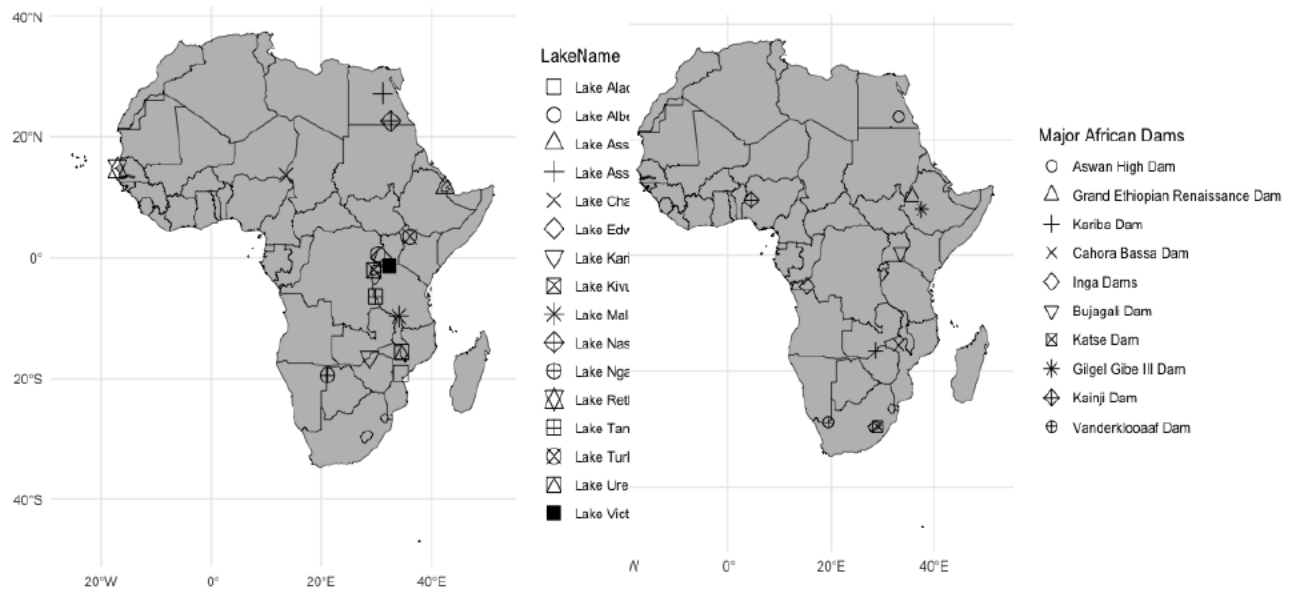 40°N
20°N
0°
20°S
40°S
20°W
0°
20°E
40°E
LakeName
Lake Alac
Lake Albe
Lake Ass
Lake Ass
Lake Cha
Lake Edw
Lake Kari
Lake Kivu
Lake Mal
Lake Nas
Lake Nga
Lake Retl
Lake Tan
Lake Turl
Lake Ure
Lake Vict
W
0°
20°E
40°E
Major African Dams
Aswan High Dam
Grand Ethiopian Renaissance Dam
Kariba Dam
Cahora Bassa Dam
Inga Dams
Bujagali Dam
Katse Dam
Gilgel Gibe III Dam
Kainji Dam
Vanderklooaaf Dam